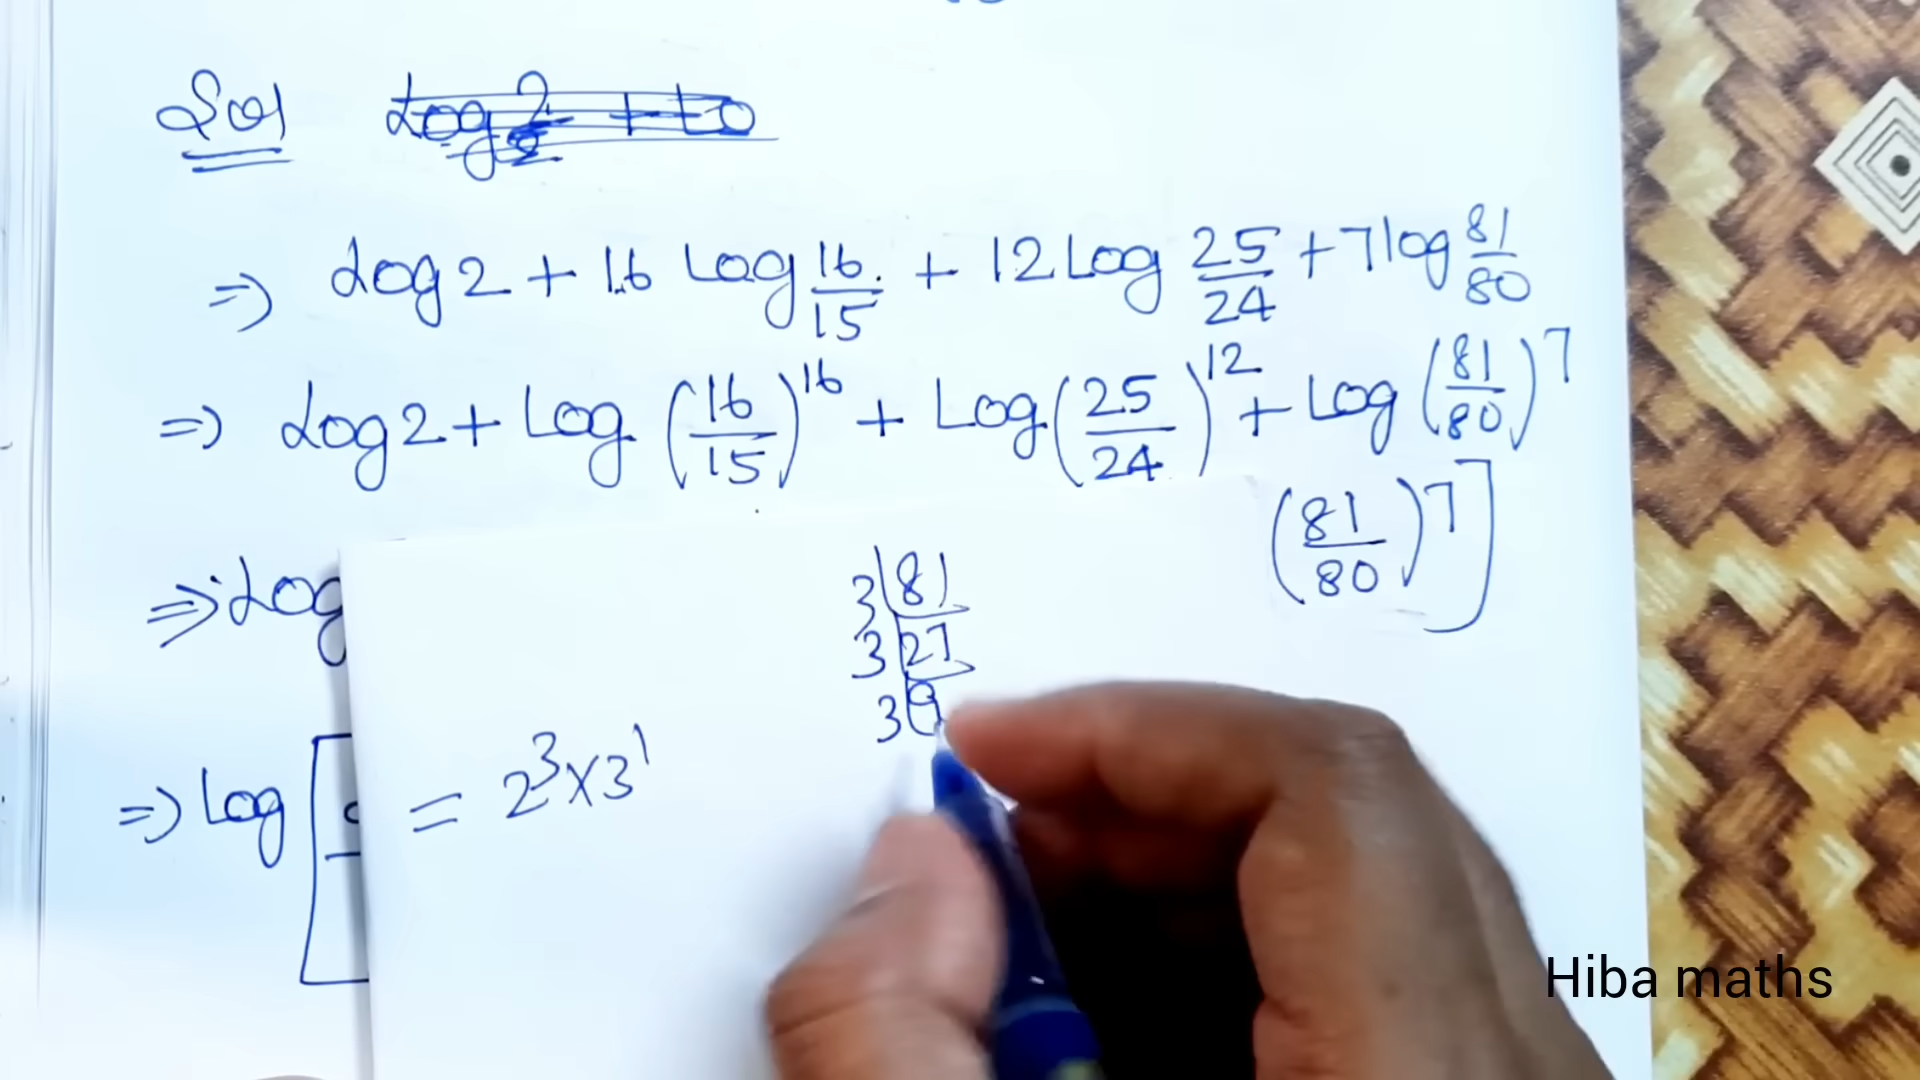 Sol
=> Log 2 + 16 Log 16/15 + 12 Log 25/24 + 7 log 81/80
=> Log 2 + Log (16/15)^16 + Log (25/24)^12 + Log (81/80)^7
=> Log (81/80)^7 ]
3 | 81
3 | 27
3 | 9
=> Log [
= 2^3 × 3^1
Hiba maths